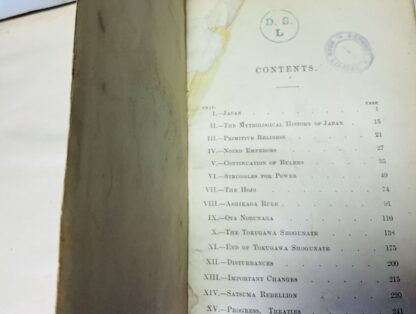 D. S.
L
CONTENTS.
CHAP. PAGE
I.—JAPAN . . . . . 1
II.—THE MYTHOLOGICAL HISTORY OF JAPAN . 15
III.—PRIMITIVE RELIGION . . . . 21
IV.—NOTED EMPERORS . . . . 27
V.—CONTINUATION OF RULERS . . . 35
VI.—STRUGGLES FOR POWER . . . 49
VII.—THE HOJO . . . . . 74
VIII.—ASHIKAGA RULE . . . . 91
IX.—OTA NOBUNAGA . . . . 110
X.—THE TOKUGAWA SHOGUNATE . . 138
XI.—END OF TOKUGAWA SHOGUNATE . . 175
XII.—DISTURBANCES . . . . 200
XIII.—IMPORTANT CHANGES . . . . 215
XIV.—SATSUMA REBELLION . . . . 229
XV.—PROGRESS, TREATIES . . . . 241